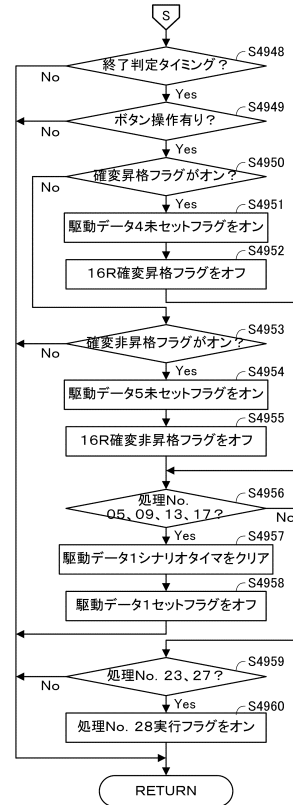 S
終了判定タイミング？
S4948
No
Yes
ボタン操作有り？
S4949
No
Yes
確変昇格フラグがオン？
S4950
No
Yes
駆動データ4未セットフラグをオン
S4951
16R確変昇格フラグをオフ
S4952
確変非昇格フラグがオン？
S4953
No
Yes
駆動データ5未セットフラグをオン
S4954
16R確変非昇格フラグをオフ
S4955
処理No.
05、09、13、17？
S4956
No
Yes
駆動データ1シナリオタイマをクリア
S4957
駆動データ1セットフラグをオフ
S4958
処理No. 23、27？
S4959
No
Yes
処理No. 28実行フラグをオン
S4960
RETURN